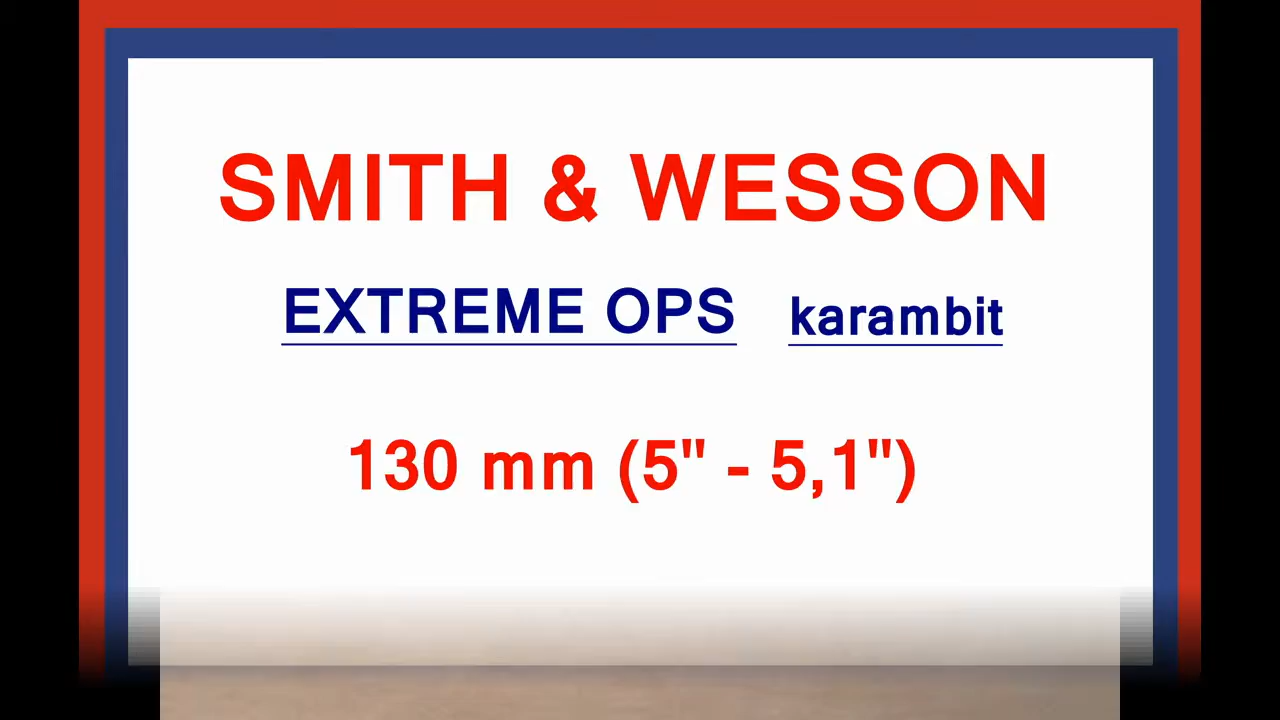 SMITH & WESSON
EXTREME OPS karambit
130 mm (5" - 5,1")